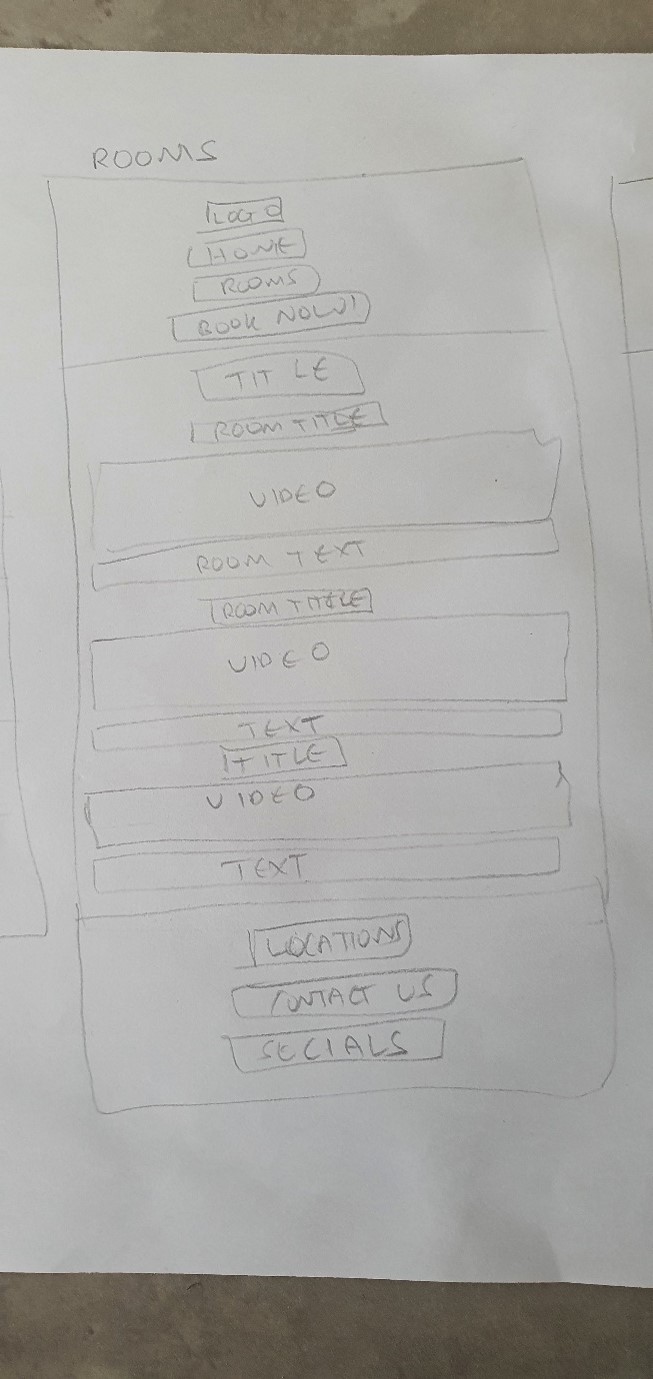 ROOMS
LOGO
HOME
ROOMS
BOOK NOW!
TITLE
ROOM TITLE
VIDEO
ROOM TEXT
ROOM TITLE
VIDEO
TEXT
TITLE
VIDEO
TEXT
LOCATIONS
CONTACT US
SECIALS